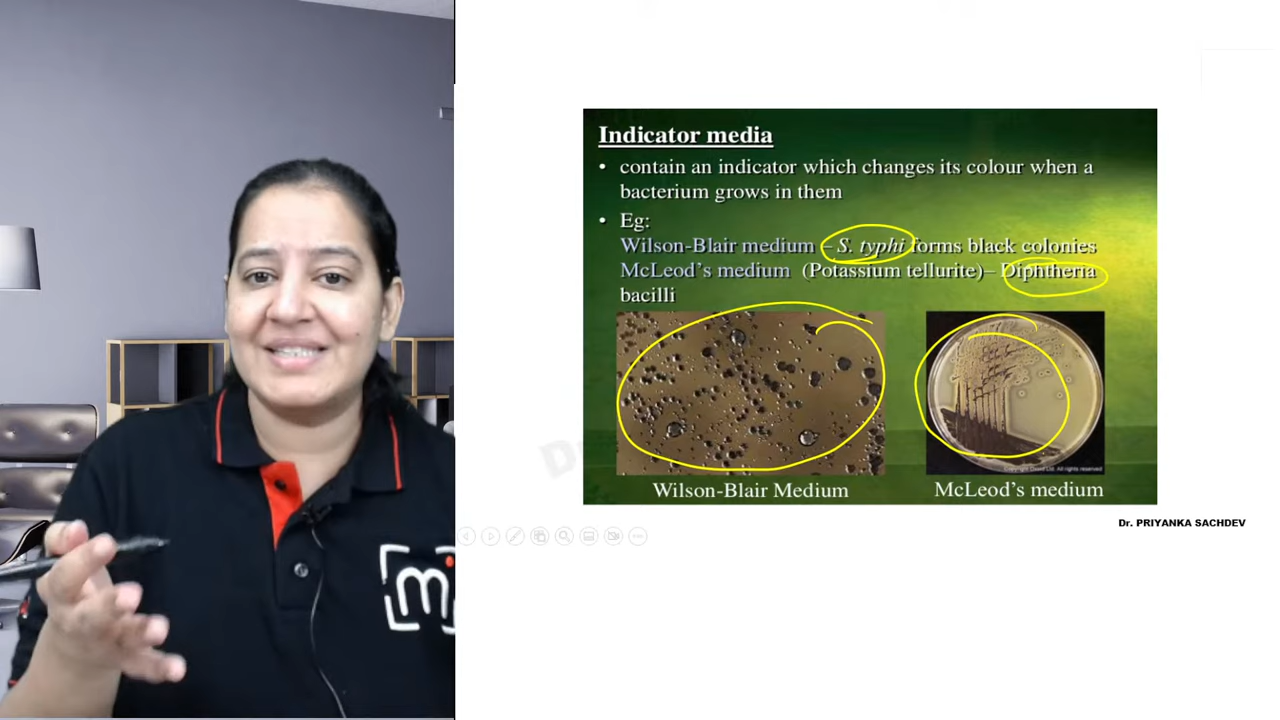 Indicator media
• contain an indicator which changes its colour when a
bacterium grows in them
• Eg:
Wilson-Blair medium – S. typhi forms black colonies
McLeod's medium (Potassium tellurite)– Diphtheria
bacilli
Wilson-Blair Medium
McLeod's medium
Dr. PRIYANKA SACHDEV